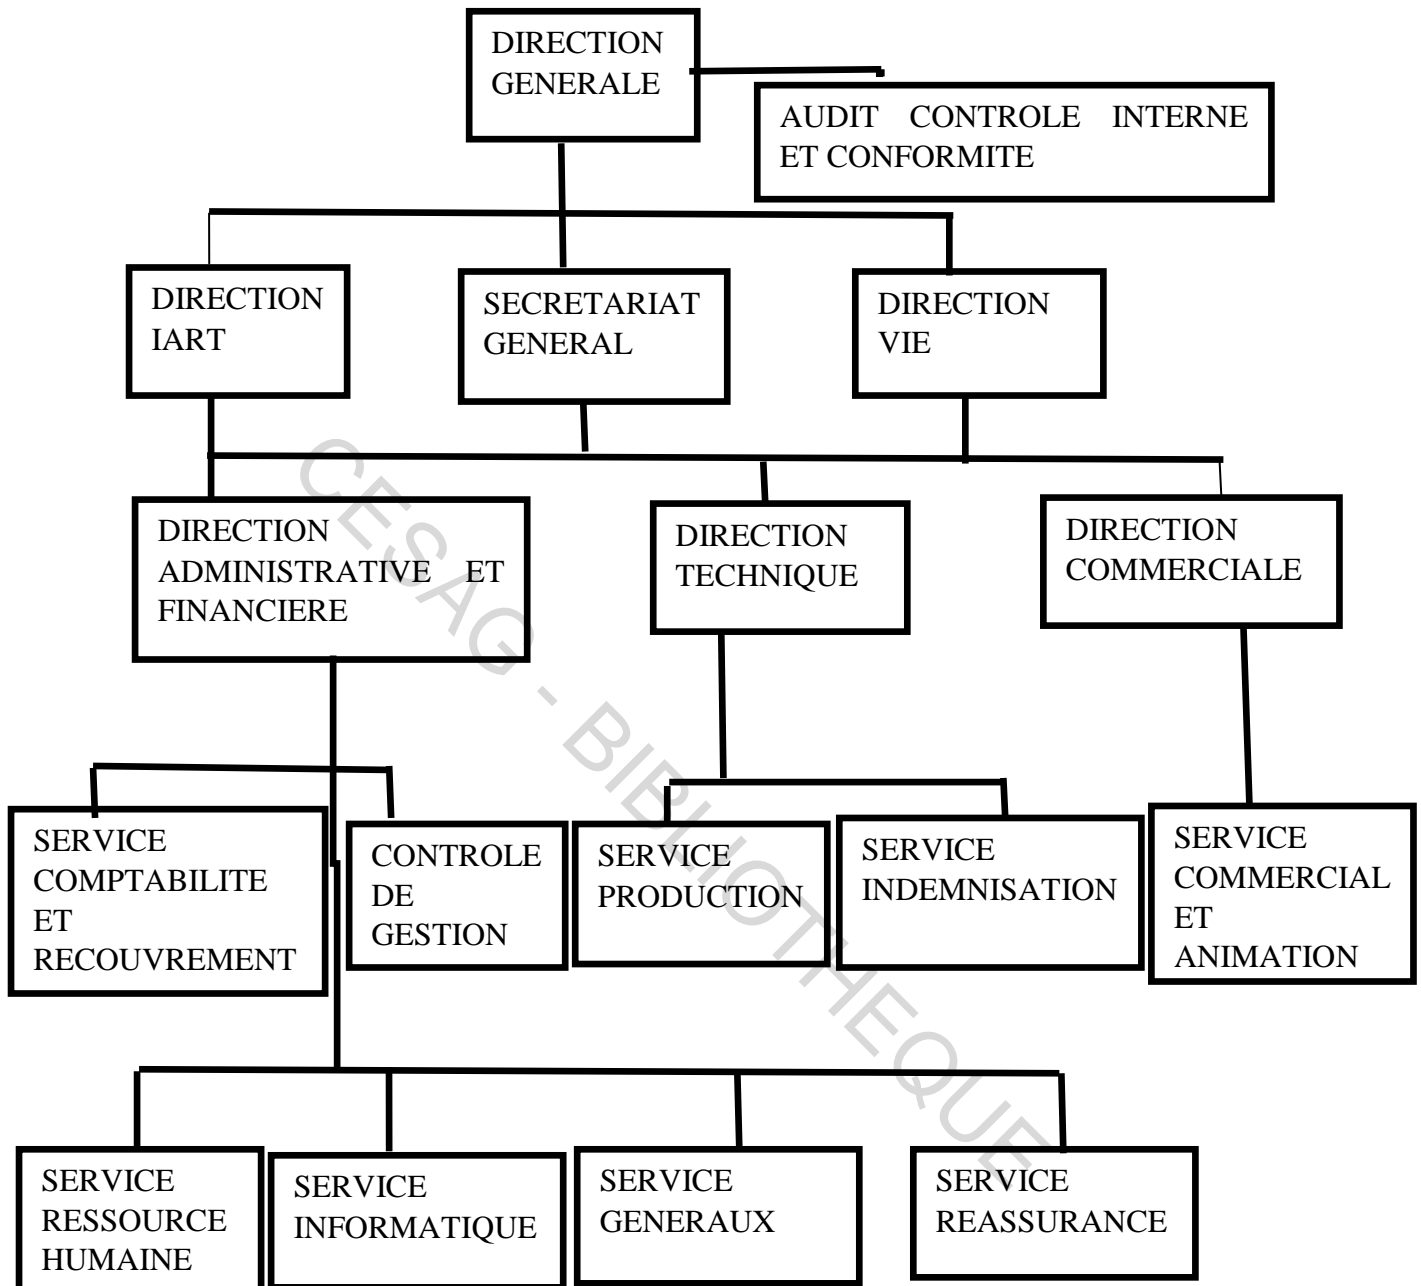 DIRECTION
GENERALE
AUDIT CONTROLE INTERNE
ET CONFORMITE
DIRECTION
IART
SECRETARIAT
GENERAL
DIRECTION
VIE
DIRECTION
ADMINISTRATIVE ET
FINANCIERE
DIRECTION
TECHNIQUE
DIRECTION
COMMERCIALE
CESAG - BIBLIOTHEQUE
SERVICE
COMPTABILITE
ET
RECOUVREMENT
CONTROLE
DE
GESTION
SERVICE
PRODUCTION
SERVICE
INDEMNISATION
SERVICE
COMMERCIAL
ET
ANIMATION
SERVICE
RESSOURCE
HUMAINE
SERVICE
INFORMATIQUE
SERVICE
GENERAUX
SERVICE
REASSURANCE